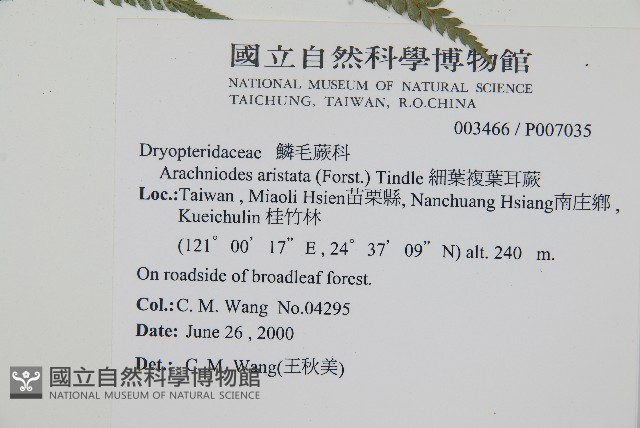 國立自然科學博物館
NATIONAL MUSEUM OF NATURAL SCIENCE
TAICHUNG, TAIWAN, R.O.CHINA
003466 / P007035
Dryopteridaceae 鱗毛蕨科
Arachniodes aristata (Forst.) Tindle 細葉複葉耳蕨
Loc.:Taiwan , Miaoli Hsien苗栗縣, Nanchuang Hsiang南庄鄉 ,
Kueichulin 桂竹林
(121° 00' 17" E , 24° 37' 09" N) alt. 240 m.
On roadside of broadleaf forest.
Col.: C. M. Wang No.04295
Date: June 26 , 2000
Det.: C. M. Wang(王秋美)
國立自然科學博物館
NATIONAL MUSEUM OF NATURAL SCIENCE